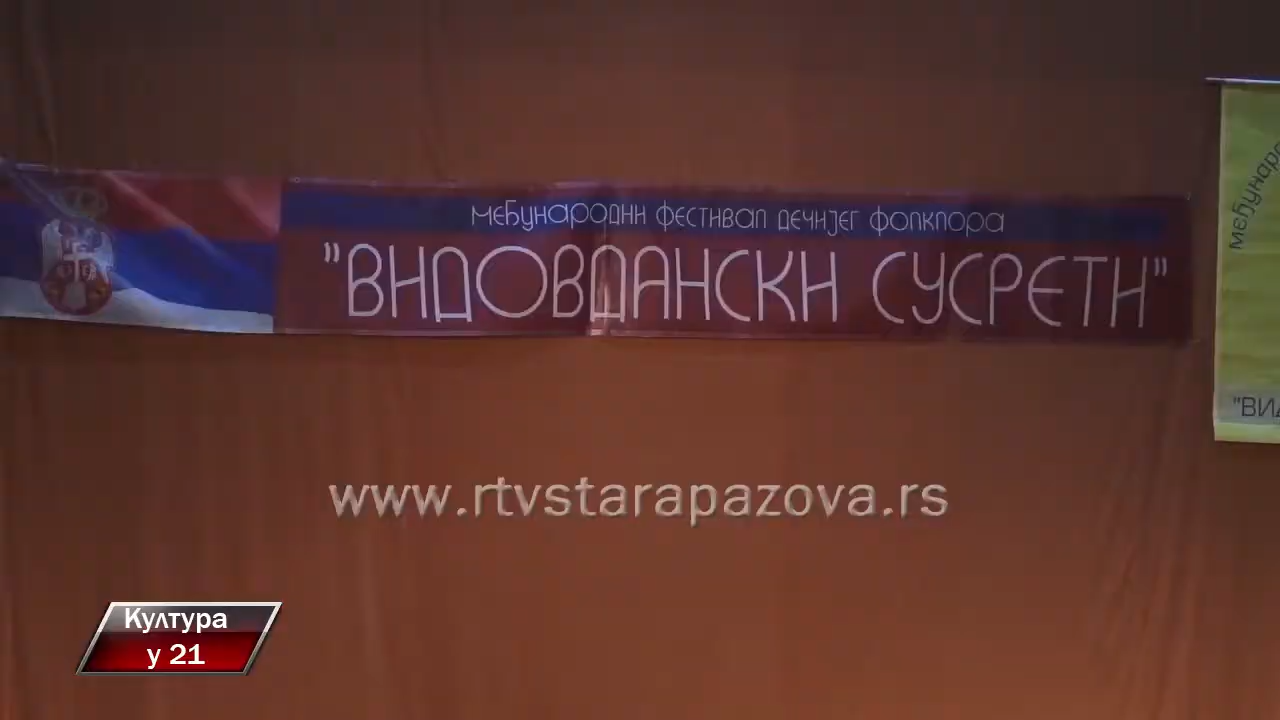 међународни фестивал дечијег фолклора
"ВИДОВДАНСКИ СУСРЕТИ"
www.rtvstarapazova.rs
Култура
у 21